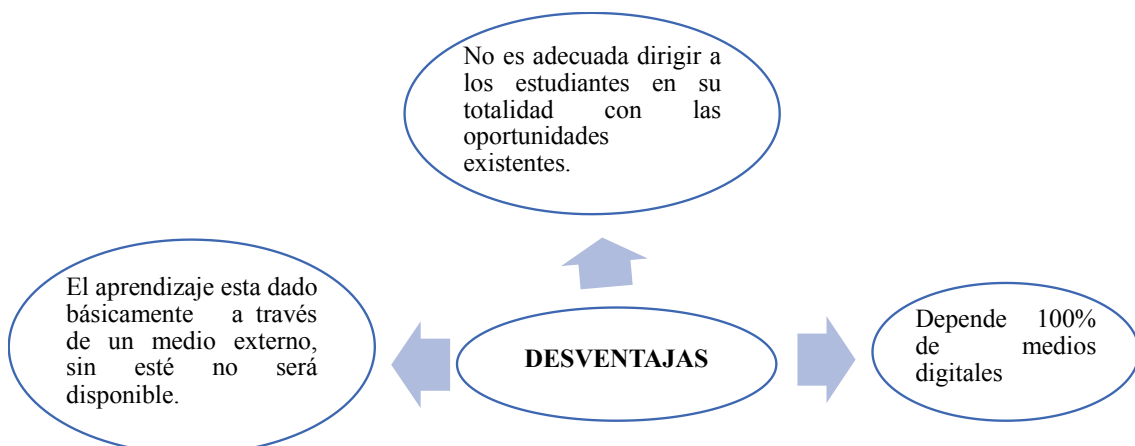 No es adecuada dirigir a
los estudiantes en su
totalidad con las
oportunidades
existentes.
El aprendizaje esta dado
básicamente a través
de un medio externo,
sin esté no será
disponible.
DESVENTAJAS
Depende 100%
de medios
digitales